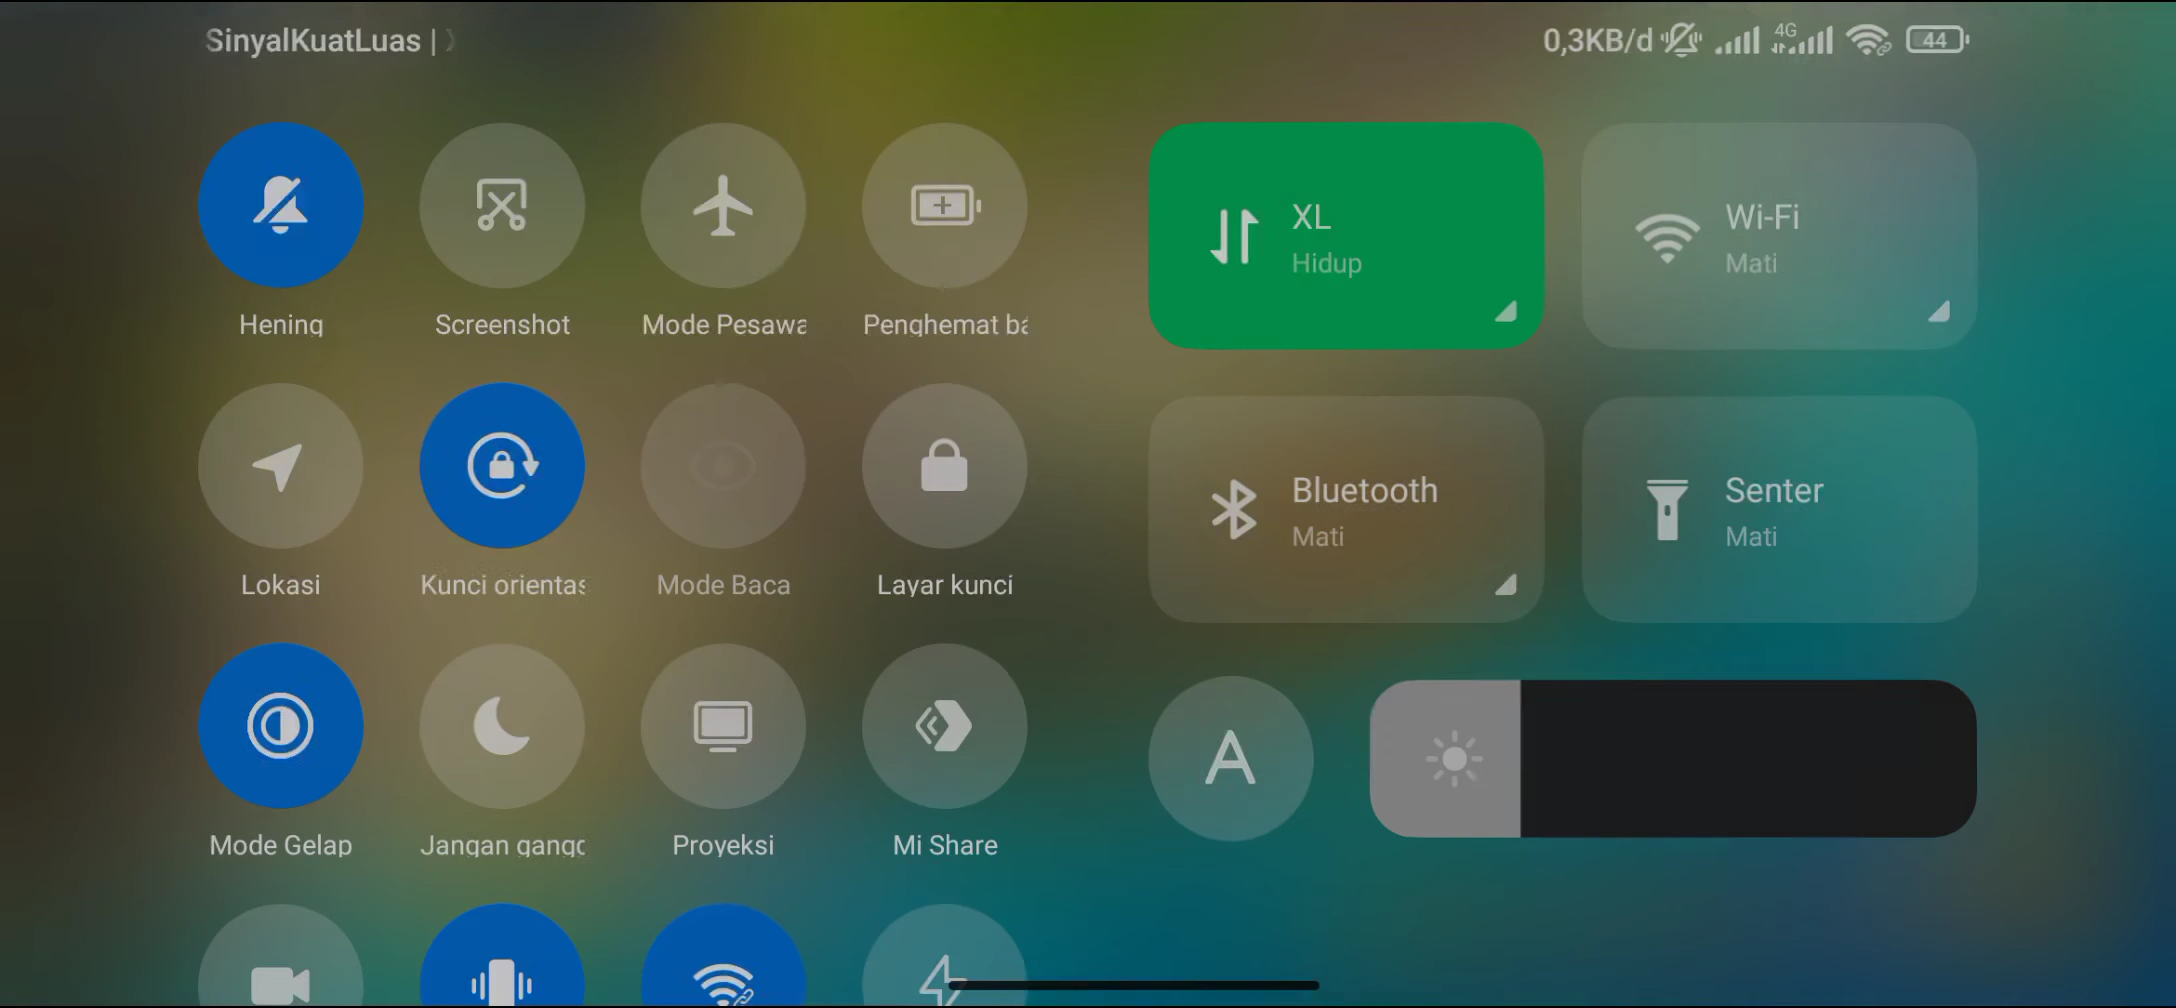 SinyalKuatLuas |
0,3KB/d 4G 44
Hening
Screenshot
Mode Pesawa
Penghemat ba
XL
Hidup
Wi-Fi
Mati
Lokasi
Kunci orientas
Mode Baca
Layar kunci
Bluetooth
Mati
Senter
Mati
Mode Gelap
Jangan gangg
Proyeksi
Mi Share
A